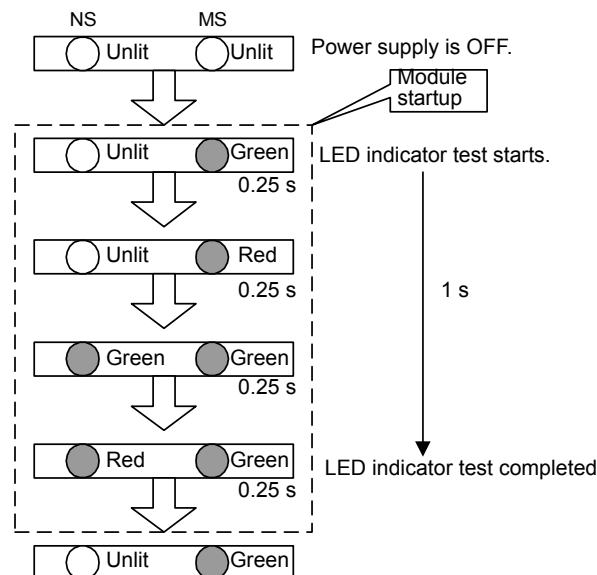 NS MS
Unlit Unlit Power supply is OFF.
Module
startup
Unlit Green LED indicator test starts.
0.25 s
Unlit Red
0.25 s 1 s
Green Green
0.25 s
Red Green LED indicator test completed
0.25 s
Unlit Green